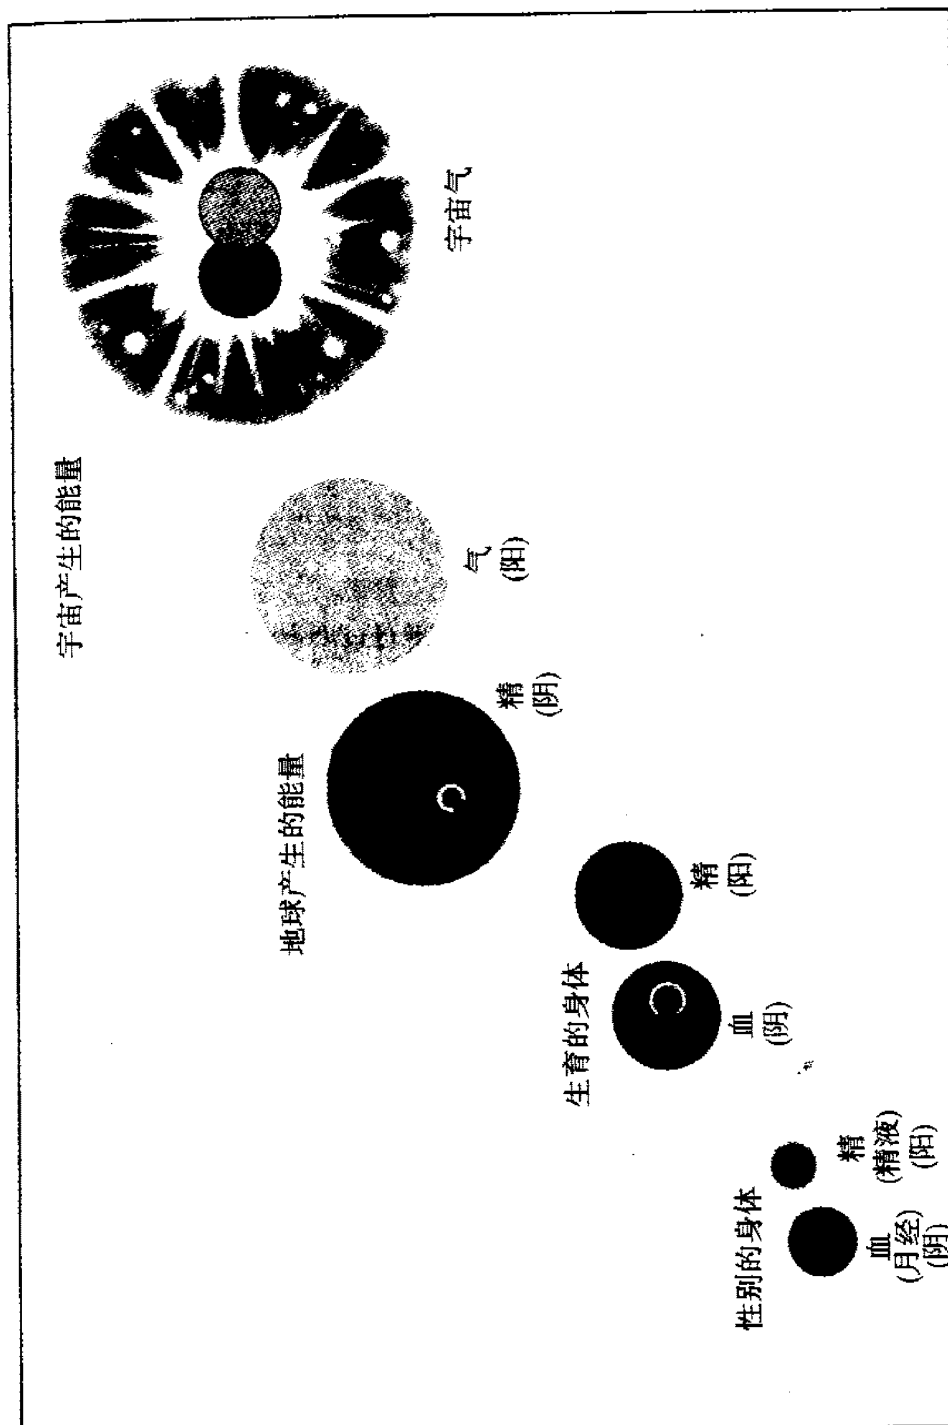 宇宙产生的能量
宇宙气
气
(阳)
地球产生的能量
精
(阴)
生育的身体
精
(阳)
血
(阴)
性别的身体
精
(精液)
(阳)
血
(月经)
(阴)